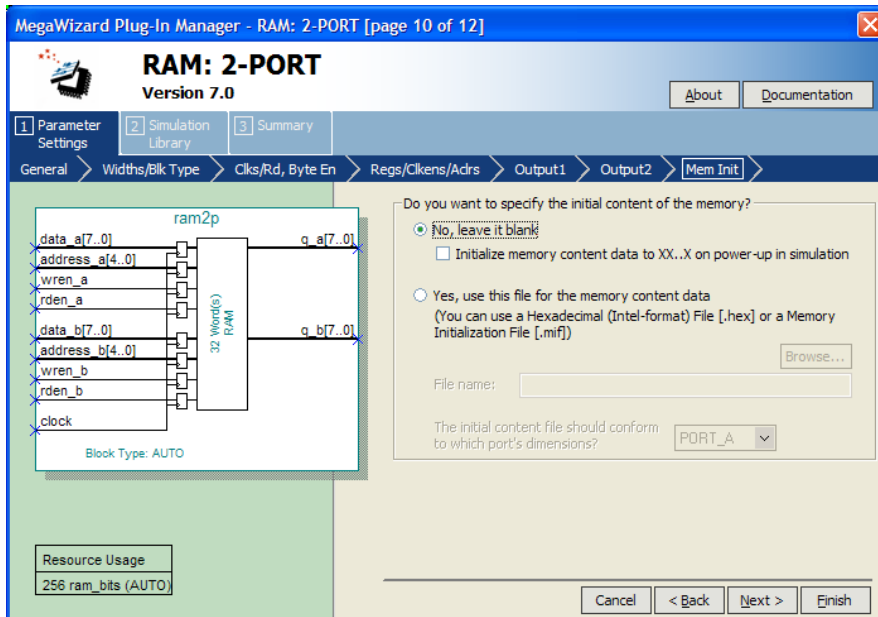 MegaWizard Plug-In Manager - RAM: 2-PORT [page 10 of 12]
RAM: 2-PORT
Version 7.0
About
Documentation
1 Parameter Settings
2 Simulation Library
3 Summary
General
Widths/Blk Type
Clks/Rd, Byte En
Regs/Clkens/Adrs
Output1
Output2
Mem Init
ram2p
data_a[7..0]
q_a[7..0]
address_a[4..0]
wren_a
rden_a
32 Word(s)
RAM
data_b[7..0]
q_b[7..0]
address_b[4..0]
wren_b
rden_b
clock
Block Type: AUTO
Resource Usage
256 ram_bits (AUTO)
Do you want to specify the initial content of the memory?
No, leave it blank
Initialize memory content data to XX..X on power-up in simulation
Yes, use this file for the memory content data
(You can use a Hexadecimal (Intel-format) File [.hex] or a Memory
Initialization File [.mif])
Browse...
File name:
The initial content file should conform
to which port's dimensions?
PORT_A
Cancel
< Back
Next >
Finish